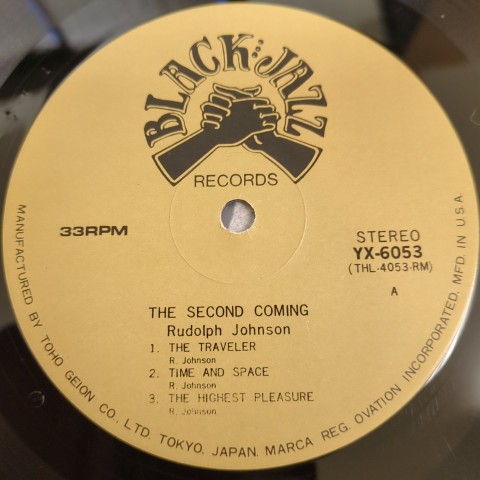 BLACK JAZZ
RECORDS
33RPM
STEREO
YX-6053
(THL-4053-RM)
A
THE SECOND COMING
Rudolph Johnson
1. THE TRAVELER
R. Johnson
2. TIME AND SPACE
R. Johnson
3. THE HIGHEST PLEASURE
R. Johnson
MANUFACTURED BY TOHO GEION CO., LTD. TOKYO, JAPAN. MARCA REG. OVATION INCORPORATED. MFD. IN U.S.A.